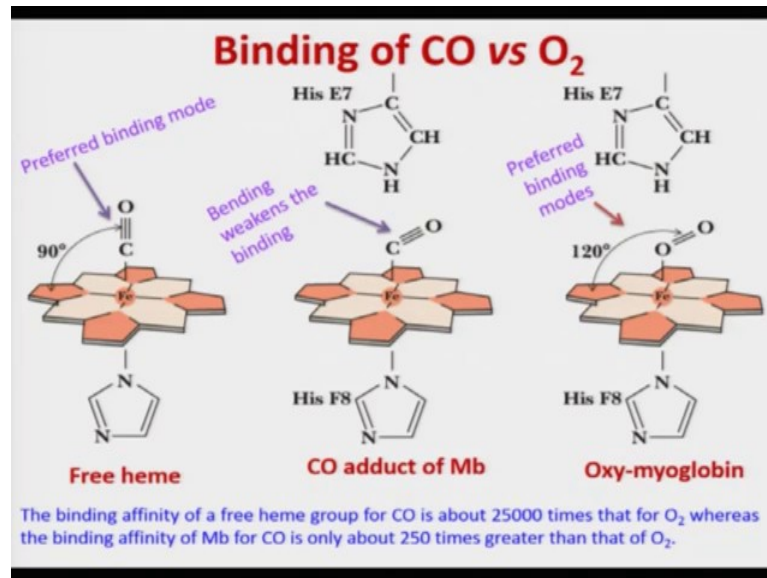 Binding of CO vs O₂
Preferred binding mode
O
C
90°
Fe
N
N
Free heme
His E7
C
N
CH
HC
N
H
Bending
weakens the
binding
O
C
Fe
His F8
N
N
CO adduct of Mb
His E7
C
N
CH
HC
N
H
Preferred
binding
modes
O
O
120°
Fe
His F8
N
N
Oxy-myoglobin
The binding affinity of a free heme group for CO is about 25000 times that for O₂ whereas
the binding affinity of Mb for CO is only about 250 times greater than that of O₂.